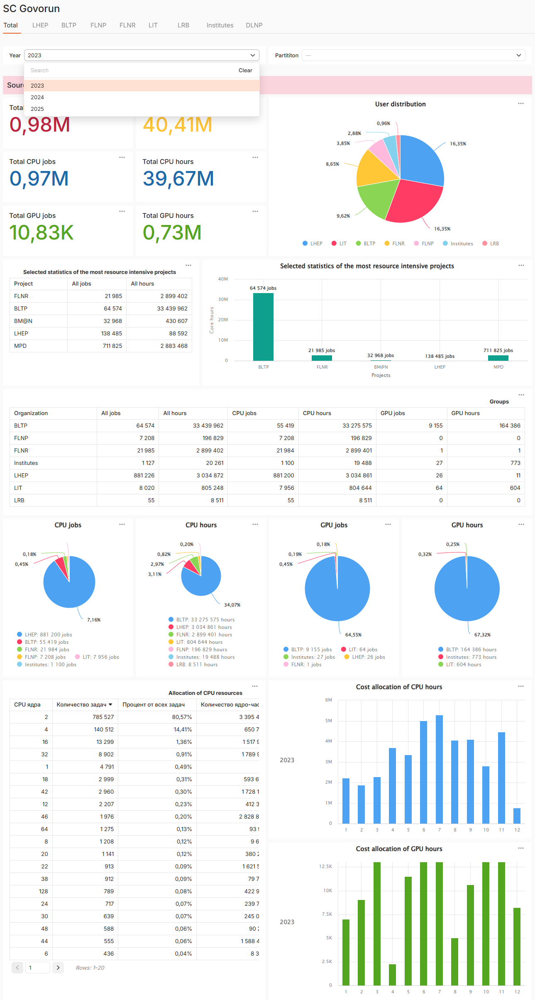 SC Govorun
Total LHEP BLTP FLNP FLNR LIT LRB Institutes DLNP
Year 2023
Partititon —
Search Clear
2023
2024
2025
Total
0,98M
40,41M
Total CPU jobs
0,97M
Total CPU hours
39,67M
Total GPU jobs
10,83K
Total GPU hours
0,73M
User distribution
0,96%
2,88%
3,85%
8,65%
9,62%
16,35%
16,35%
LHEP LIT BLTP FLNR FLNP Institutes LRB
Selected statistics of the most resource intensive projects
Project All jobs All hours
FLNR 21 985 2 899 402
BLTP 64 574 33 439 962
BM@N 32 968 430 607
LHEP 138 485 88 592
MPD 711 825 2 883 468
Selected statistics of the most resource intensive projects
40M
30M
20M
10M
0
Core hours
64 574 jobs
21 985 jobs
32 968 jobs
138 485 jobs
711 825 jobs
BLTP FLNR BM@N LHEP MPD
Projects
Groups
Organization All jobs All hours CPU jobs CPU hours GPU jobs GPU hours
BLTP 64 574 33 439 962 55 419 33 275 575 9 155 164 386
FLNP 7 208 196 829 7 208 196 829 0 0
FLNR 21 985 2 899 402 21 984 2 899 401 1 1
Institutes 1 127 20 261 1 100 19 488 27 773
LHEP 881 226 3 034 872 881 200 3 034 861 26 11
LIT 8 020 805 248 7 956 804 644 64 604
LRB 55 8 511 55 8 511 0 0
CPU jobs
0,18%
0,45%
7,16%
LHEP: 881 200 jobs
BLTP: 55 419 jobs
FLNR: 21 984 jobs
FLNP: 7 208 jobs LIT: 7 956 jobs
Institutes: 1 100 jobs
CPU hours
0,20%
0,82%
2,97%
3,11%
34,07%
BLTP: 33 275 575 hours
LHEP: 3 034 861 hours
FLNR: 2 899 401 hours
LIT: 804 644 hours
FLNP: 196 829 hours
Institutes: 19 488 hours
LRB: 8 511 hours
GPU jobs
0,18%
0,19%
0,45%
64,55%
BLTP: 9 155 jobs LIT: 64 jobs
Institutes: 27 jobs LHEP: 26 jobs
FLNR: 1 jobs
GPU hours
0,25%
0,32%
67,32%
BLTP: 164 386 hours
Institutes: 773 hours
LIT: 604 hours
Allocation of CPU resources
CPU ядра Количество задач Процент от всех задач Количество ядро-час
2 785 527 80,57% 3 395 4
4 140 512 14,41% 650 7
16 13 299 1,36% 1 517 9
32 8 902 0,91% 1 789 9
1 4 791 0,49%
18 2 999 0,31% 593 6
42 2 960 0,30% 1 728 1
12 2 207 0,23% 412 3
46 1 976 0,20% 2 828 8
64 1 275 0,13% 93 9
8 1 208 0,12% 9 6
20 1 141 0,12% 380 2
22 913 0,09% 1 621 5
38 912 0,09% 79 7
128 789 0,08% 422 9
24 717 0,07% 239 7
30 639 0,07% 245 0
48 588 0,06% 90 2
44 555 0,06% 1 588 4
6 436 0,04% 8 3
1 Rows: 1–20
Cost allocation of CPU hours
6M
5M
4M
3M
2M
1M
0
2023
1 2 3 4 5 6 7 8 9 10 11 12
Cost allocation of GPU hours
12.5K
10K
7.5K
5K
2.5K
0
2023
1 2 3 4 5 6 7 8 9 10 11 12